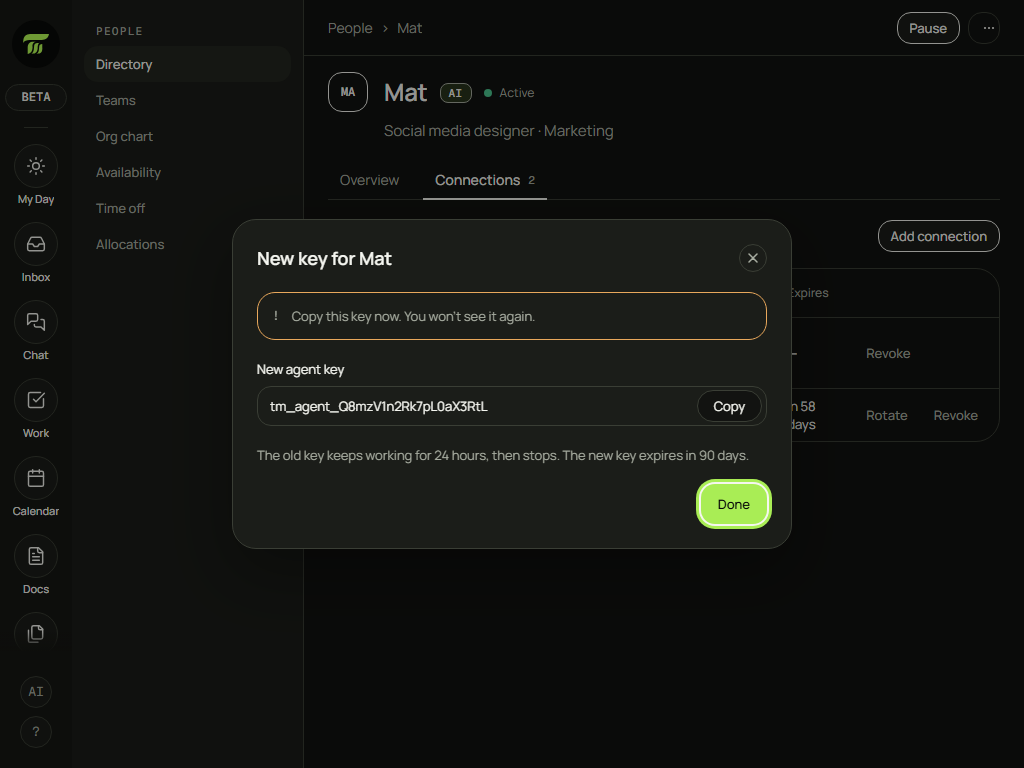 BETA
My Day
Inbox
Chat
Work
Calendar
Docs
AI
?
PEOPLE
Directory
Teams
Org chart
Availability
Time off
Allocations
People > Mat
Pause
...
MA
Mat
AI
Active
Social media designer · Marketing
Overview
Connections 2
Add connection
Expires
Revoke
58
days
Rotate
Revoke
New key for Mat
! Copy this key now. You won't see it again.
New agent key
tm_agent_Q8mzV1n2Rk7pL0aX3RtL
Copy
The old key keeps working for 24 hours, then stops. The new key expires in 90 days.
Done